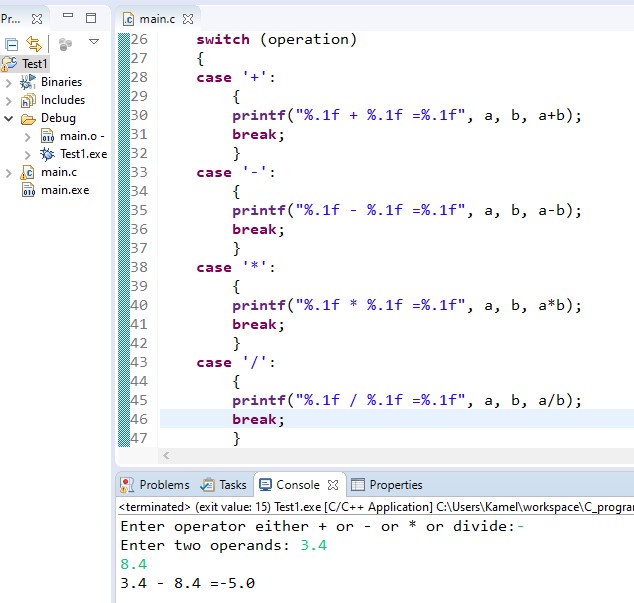 Pr...
main.c
Test1
Binaries
Includes
Debug
main.o -
Test1.exe
main.c
main.exe
26 switch (operation)
27 {
28 case '+':
29 {
30 printf("%.1f + %.1f =%.1f", a, b, a+b);
31 break;
32 }
33 case '-':
34 {
35 printf("%.1f - %.1f =%.1f", a, b, a-b);
36 break;
37 }
38 case '*':
39 {
40 printf("%.1f * %.1f =%.1f", a, b, a*b);
41 break;
42 }
43 case '/':
44 {
45 printf("%.1f / %.1f =%.1f", a, b, a/b);
46 break;
47 }
Problems Tasks Console Properties
<terminated> (exit value: 15) Test1.exe [C/C++ Application] C:\Users\Kamel\workspace\C_progra
Enter operator either + or - or * or divide:-
Enter two operands: 3.4
8.4
3.4 - 8.4 =-5.0